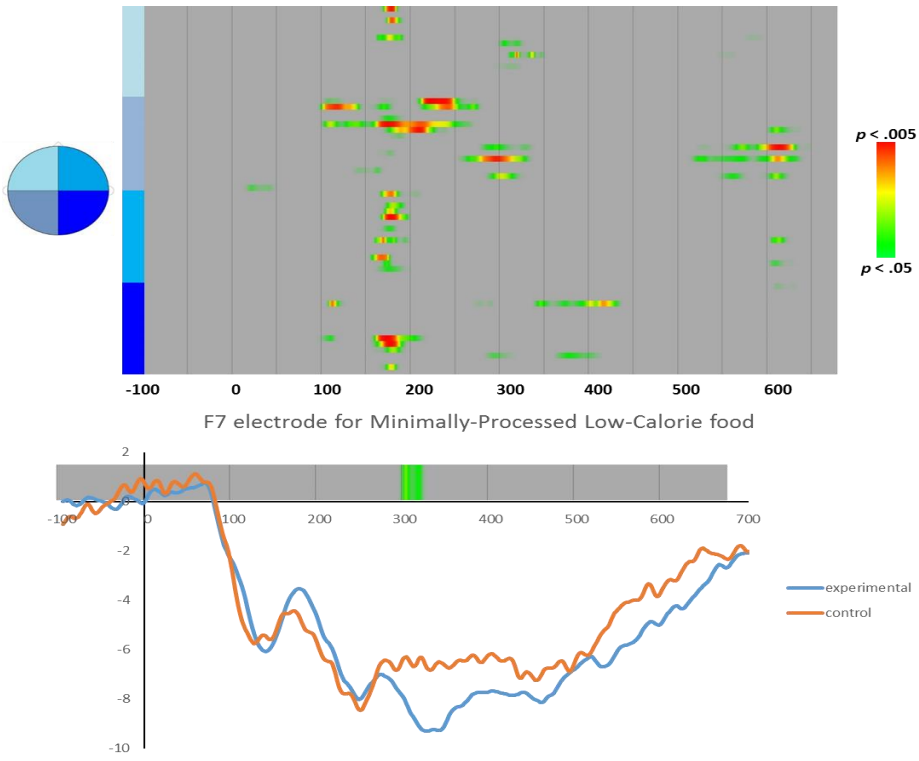 p < .005
p < .05
-100 0 100 200 300 400 500 600
F7 electrode for Minimally-Processed Low-Calorie food
2
0
-100 0 100 200 300 400 500 600 700
-2
-4
-6
-8
-10
experimental
control